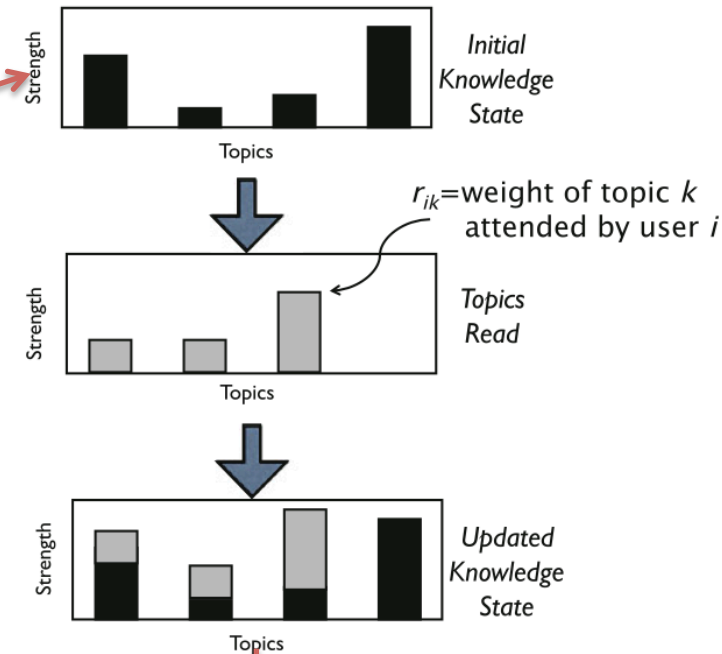 Strength
Initial
Knowledge
State
Topics
r_ik=weight of topic k
attended by user i
Strength
Topics
Read
Topics
Strength
Updated
Knowledge
State
Topics